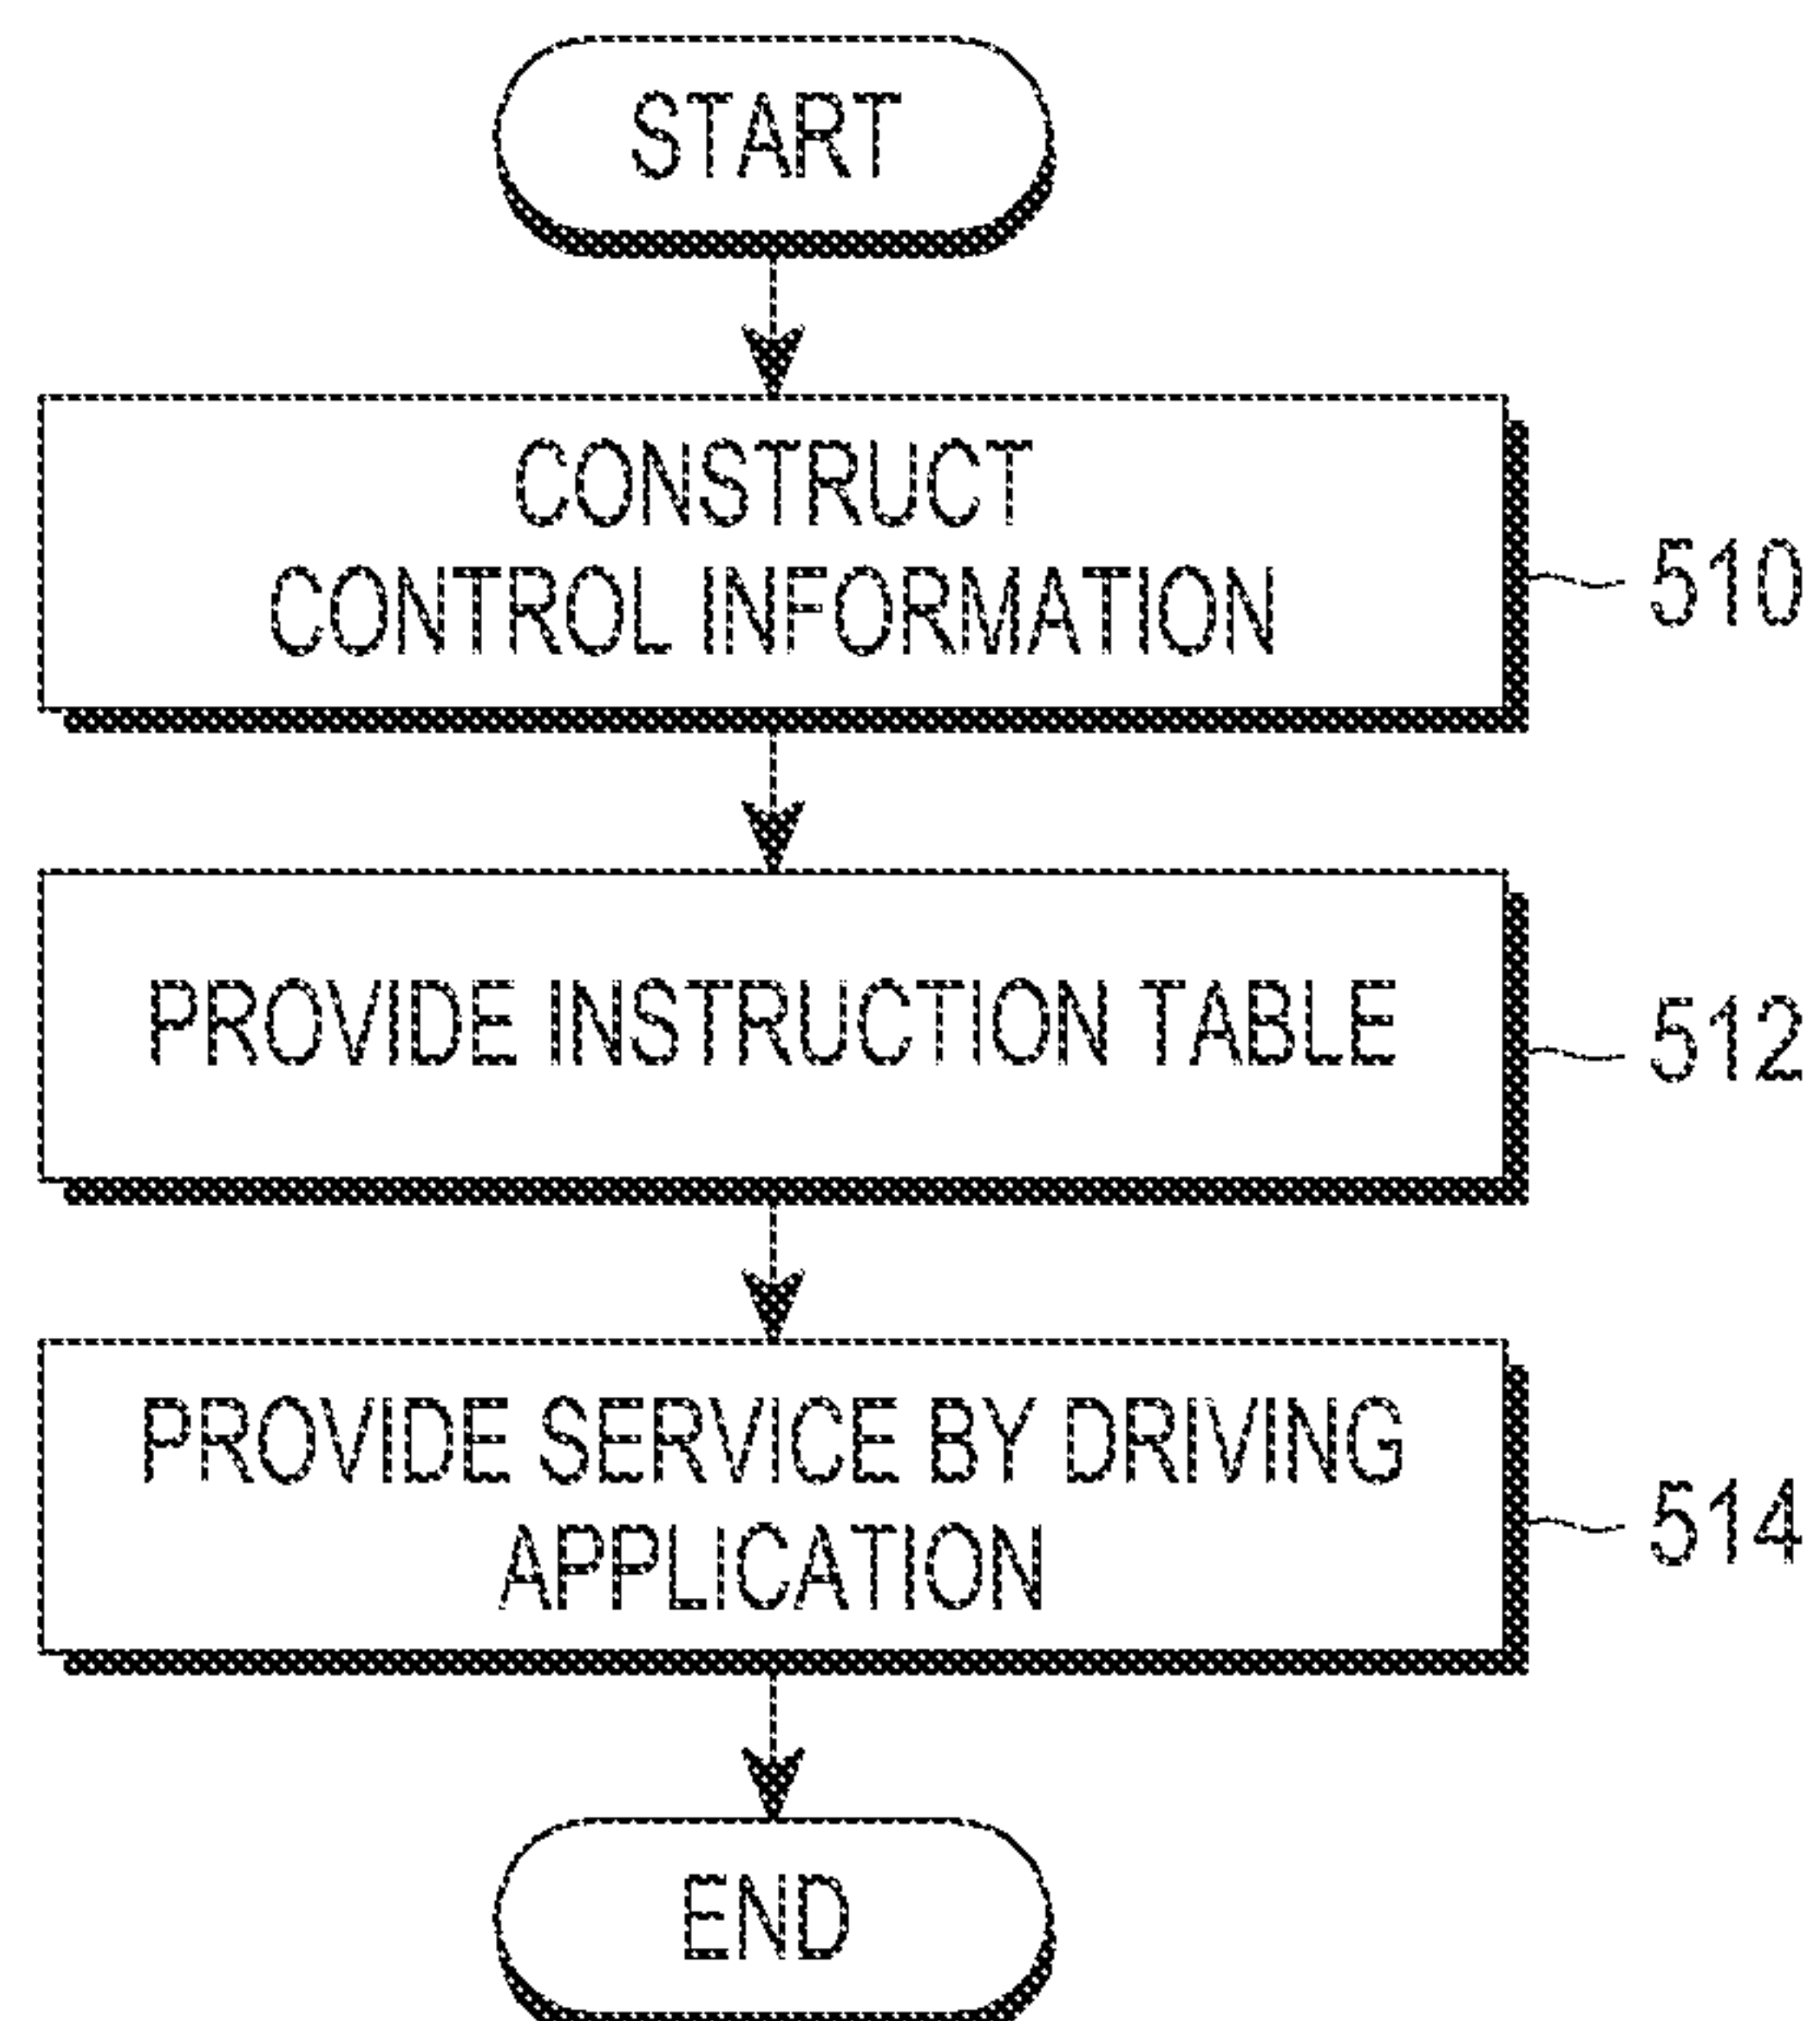 START
CONSTRUCT
CONTROL INFORMATION
510
PROVIDE INSTRUCTION TABLE
512
PROVIDE SERVICE BY DRIVING
APPLICATION
514
END